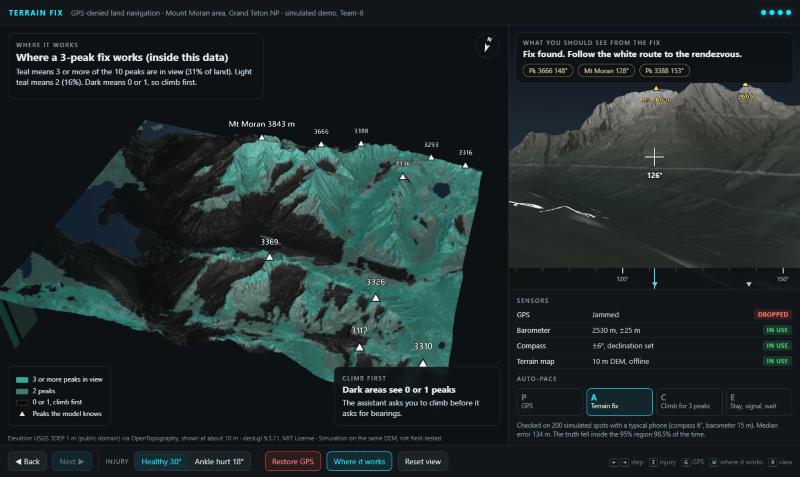 TERRAIN FIX GPS-denied land navigation · Mount Moran area, Grand Teton NP · simulated demo, Team-8
WHERE IT WORKS
Where a 3-peak fix works (inside this data)
Teal means 3 or more of the 10 peaks are in view (31% of land). Light
teal means 2 (16%). Dark means 0 or 1, so climb first.
N
Mt Moran 3843 m
3666
3388
3293
3316
3336
3369
3326
3112
3310
3 or more peaks in view
2 peaks
0 or 1, climb first
Peaks the model knows
CLIMB FIRST
Dark areas see 0 or 1 peaks
The assistant asks you to climb before it
asks for bearings.
Elevation USGS 3DEP 1 m (public domain) via OpenTopography, shown at about 10 m · deck.gl 9.3.11, MIT License · Simulation on the same DEM, not field-tested
WHAT YOU SHOULD SEE FROM THE FIX
Fix found. Follow the white route to the rendezvous.
Pk 3666 148° Mt Moran 128° Pk 3388 153°
Mt Moran
3666
126°
120° 150°
SENSORS
GPS Jammed DROPPED
Barometer 2530 m, ±25 m IN USE
Compass ±6°, declination set IN USE
Terrain map 10 m DEM, offline IN USE
AUTO-PACE
P GPS
A Terrain fix
C Climb for 3 peaks
E Stay, signal, wait
Checked on 200 simulated spots with a typical phone (compass 6°, barometer 15 m). Median
error 134 m. The truth fell inside the 95% region 98.5% of the time.
◄ Back Next ► INJURY Healthy 30° Ankle hurt 18° Restore GPS Where it works Reset view
← → step I injury G GPS W where it works R view